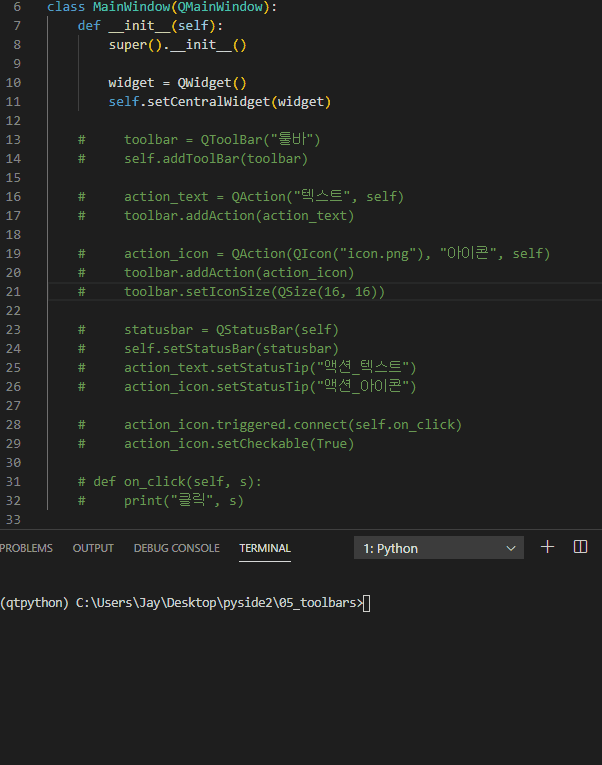 6 class MainWindow(QMainWindow):
7     def __init__(self):
8         super().__init__()
9
10         widget = QWidget()
11         self.setCentralWidget(widget)
12
13     #     toolbar = QToolBar("툴바")
14     #     self.addToolBar(toolbar)
15
16     #     action_text = QAction("텍스트", self)
17     #     toolbar.addAction(action_text)
18
19     #     action_icon = QAction(QIcon("icon.png"), "아이콘", self)
20     #     toolbar.addAction(action_icon)
21     #     toolbar.setIconSize(QSize(16, 16))
22
23     #     statusbar = QStatusBar(self)
24     #     self.setStatusBar(statusbar)
25     #     action_text.setStatusTip("액션_텍스트")
26     #     action_icon.setStatusTip("액션_아이콘")
27
28     #     action_icon.triggered.connect(self.on_click)
29     #     action_icon.setCheckable(True)
30
31     # def on_click(self, s):
32     #     print("클릭", s)
33
PROBLEMS OUTPUT DEBUG CONSOLE TERMINAL 1: Python
(qtpython) C:\Users\Jay\Desktop\pyside2\05_toolbars>